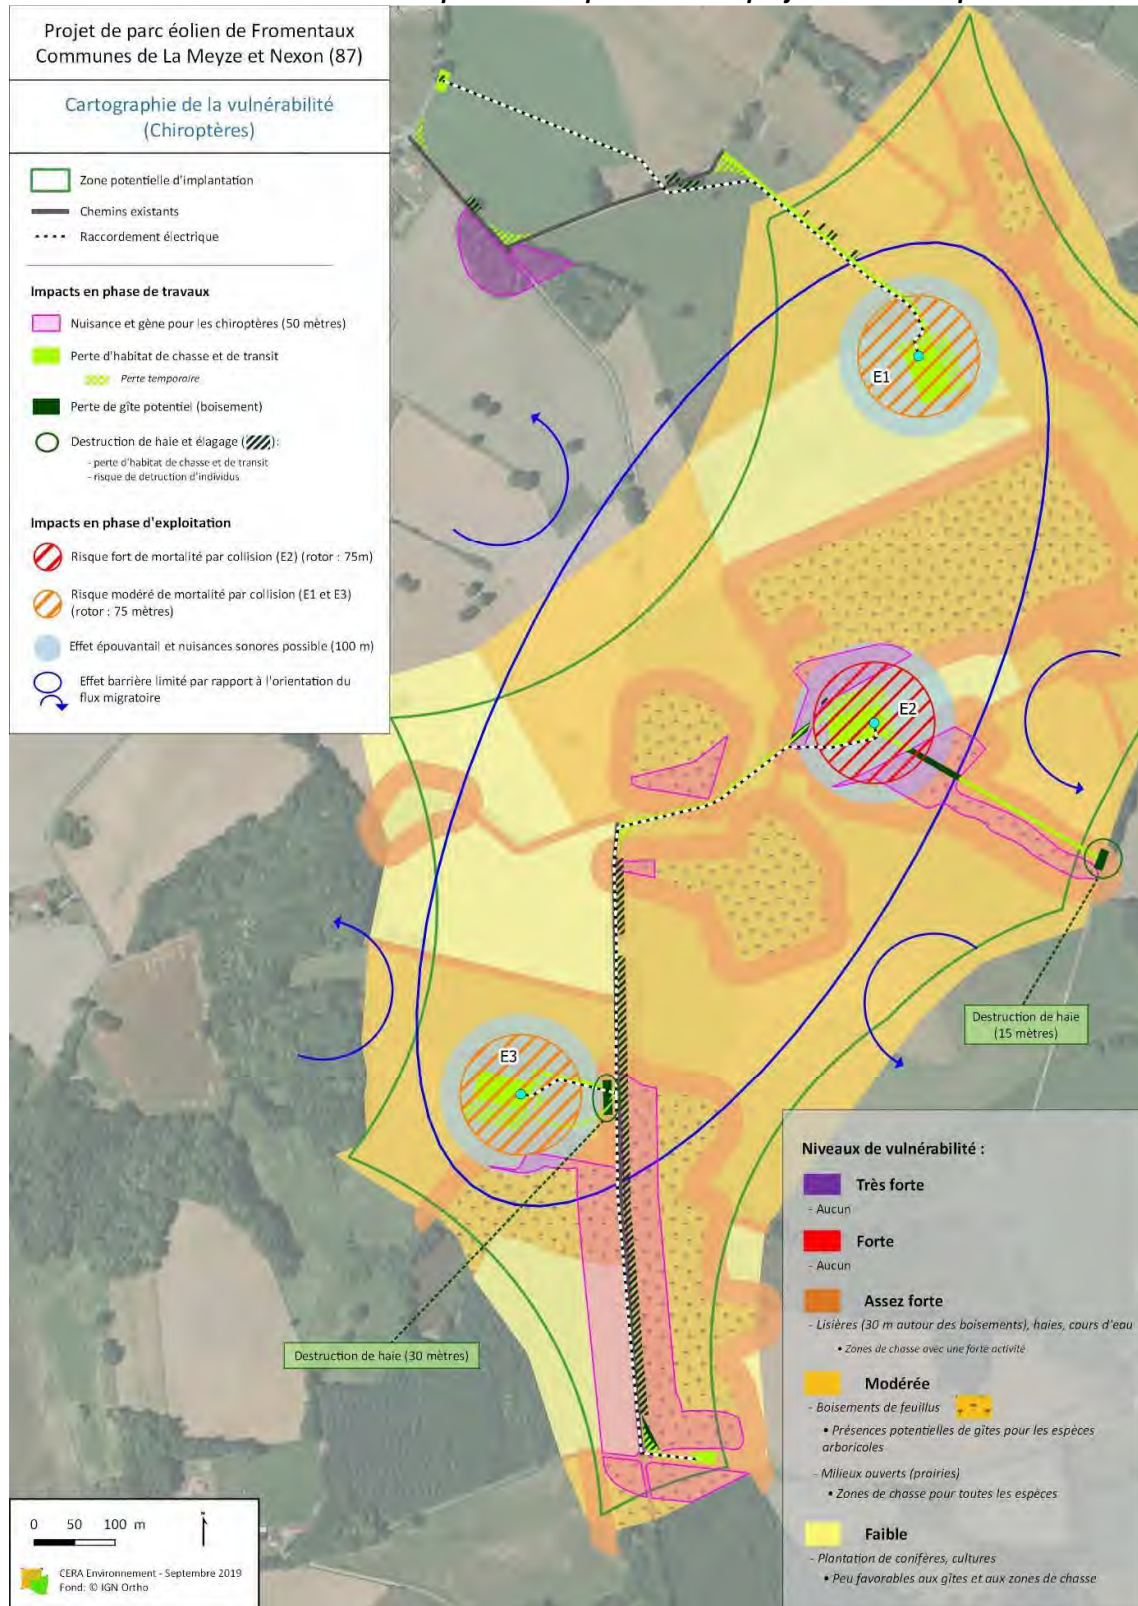 Projet de parc éolien de Fromentaux
Communes de La Meyze et Nexon (87)
Cartographie de la vulnérabilité
(Chiroptères)
Zone potentielle d'implantation
Chemins existants
Raccordement électrique
Impacts en phase de travaux
Nuisance et gêne pour les chiroptères (50 mètres)
Perte d'habitat de chasse et de transit
Perte temporaire
Perte de gîte potentiel (boisement)
Destruction de haie et élagage ( ):
- perte d'habitat de chasse et de transit
- risque de detruction d'individus
Impacts en phase d'exploitation
Risque fort de mortalité par collision (E2) (rotor : 75m)
Risque modéré de mortalité par collision (E1 et E3)
(rotor : 75 mètres)
Effet épouvantail et nuisances sonores possible (100 m)
Effet barrière limité par rapport à l'orientation du
flux migratoire
E1
E2
E3
Destruction de haie
(15 mètres)
Destruction de haie (30 mètres)
Niveaux de vulnérabilité :
Très forte
- Aucun
Forte
- Aucun
Assez forte
- Lisières (30 m autour des boisements), haies, cours d'eau
• Zones de chasse avec une forte activité
Modérée
- Boisements de feuillus
• Présences potentielles de gîtes pour les espèces
arboricoles
- Milieux ouverts (prairies)
• Zones de chasse pour toutes les espèces
Faible
- Plantation de conifères, cultures
• Peu favorables aux gîtes et aux zones de chasse
0 50 100 m
CERA Environnement - Septembre 2019
Fond: © IGN Ortho